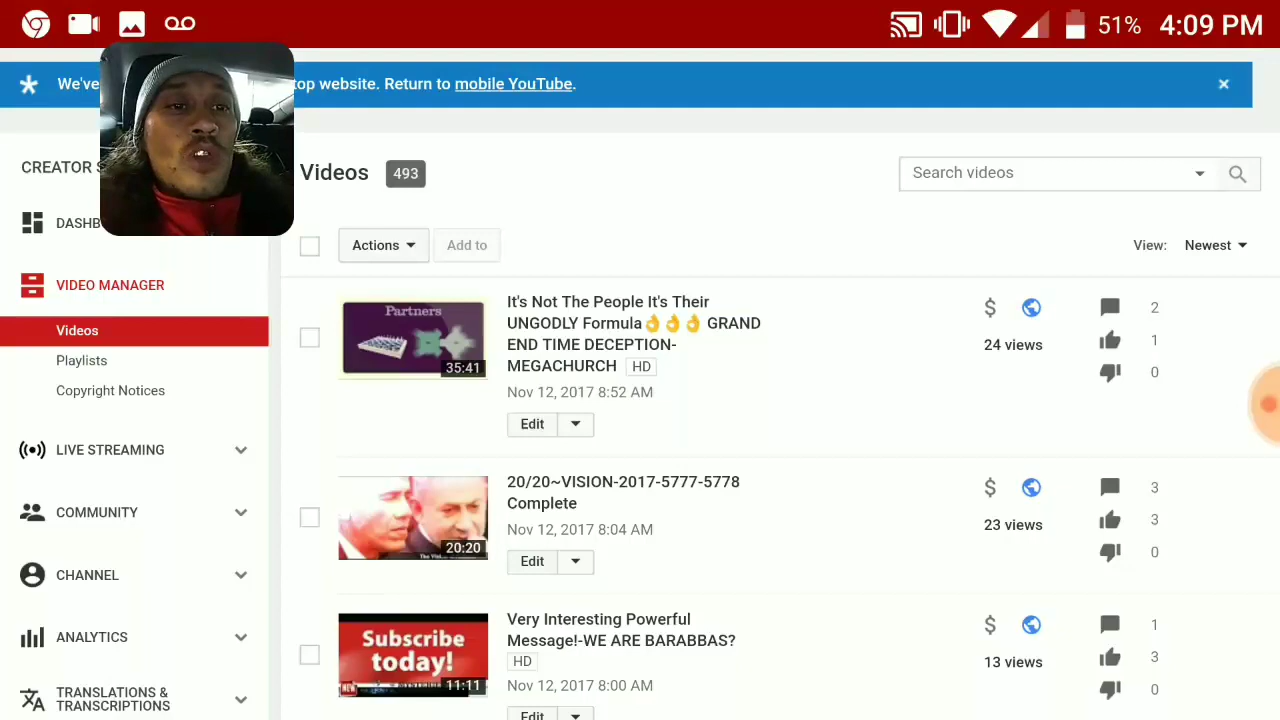 51% 4:09 PM
We've top website. Return to mobile YouTube.
CREATOR S
Videos 493
Search videos
DASHB
Actions
Add to
View: Newest
VIDEO MANAGER
Videos
Playlists
Copyright Notices
LIVE STREAMING
COMMUNITY
CHANNEL
ANALYTICS
TRANSLATIONS &
TRANSCRIPTIONS
Partners
35:41
It's Not The People It's Their
UNGODLY Formula👌👌👌 GRAND
END TIME DECEPTION-
MEGACHURCH HD
Nov 12, 2017 8:52 AM
Edit
$
24 views
2
1
0
20:20
20/20~VISION-2017-5777-5778
Complete
Nov 12, 2017 8:04 AM
Edit
$
23 views
3
3
0
Subscribe
today!
11:11
Very Interesting Powerful
Message!-WE ARE BARABBAS?
HD
Nov 12, 2017 8:00 AM
Edit
$
13 views
1
3
0